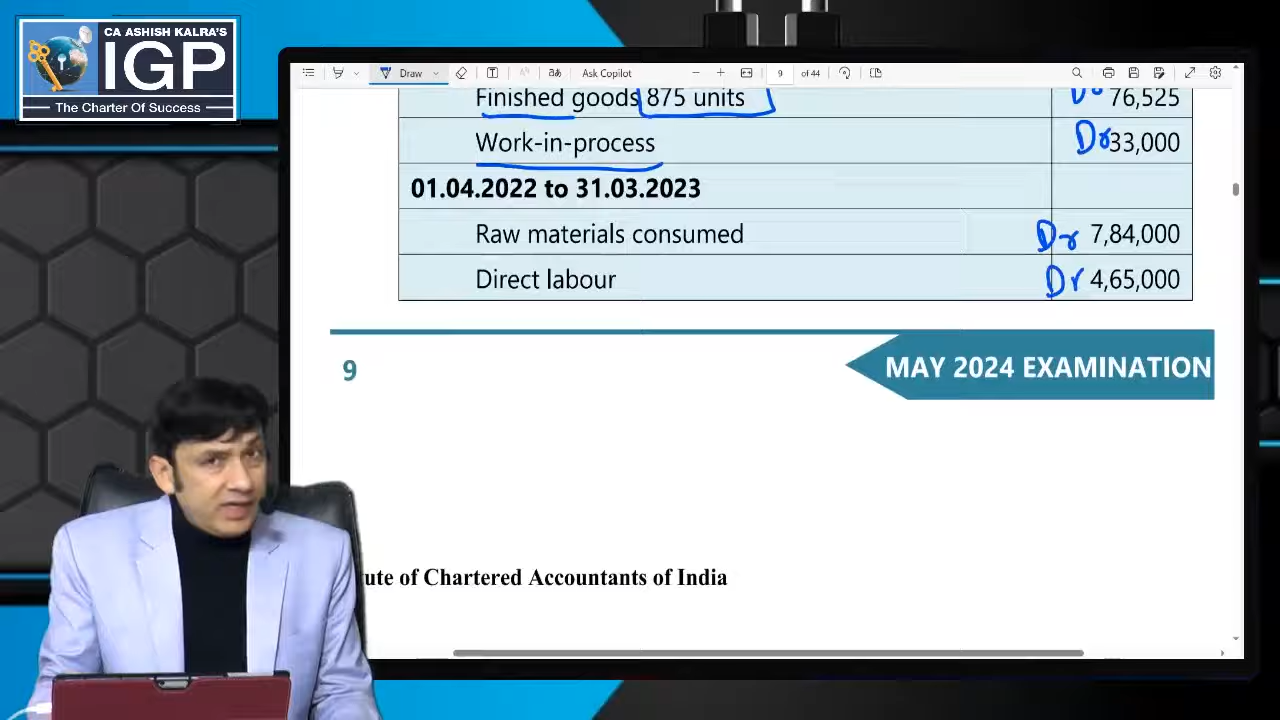 CA ASHISH KALRA'S
IGP
The Charter Of Success
Draw
Ask Copilot
9 of 44
Finished goods 875 units Dr 76,525
Work-in-process Dr 33,000
01.04.2022 to 31.03.2023
Raw materials consumed Dr 7,84,000
Direct labour Dr 4,65,000
9 MAY 2024 EXAMINATION
ute of Chartered Accountants of India